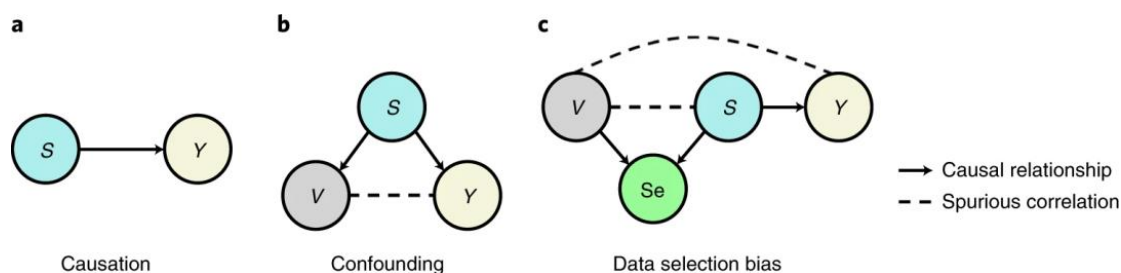 a
b
c
S
Y
S
V
Y
V
S
Y
Se
Causal relationship
Spurious correlation
Causation
Confounding
Data selection bias